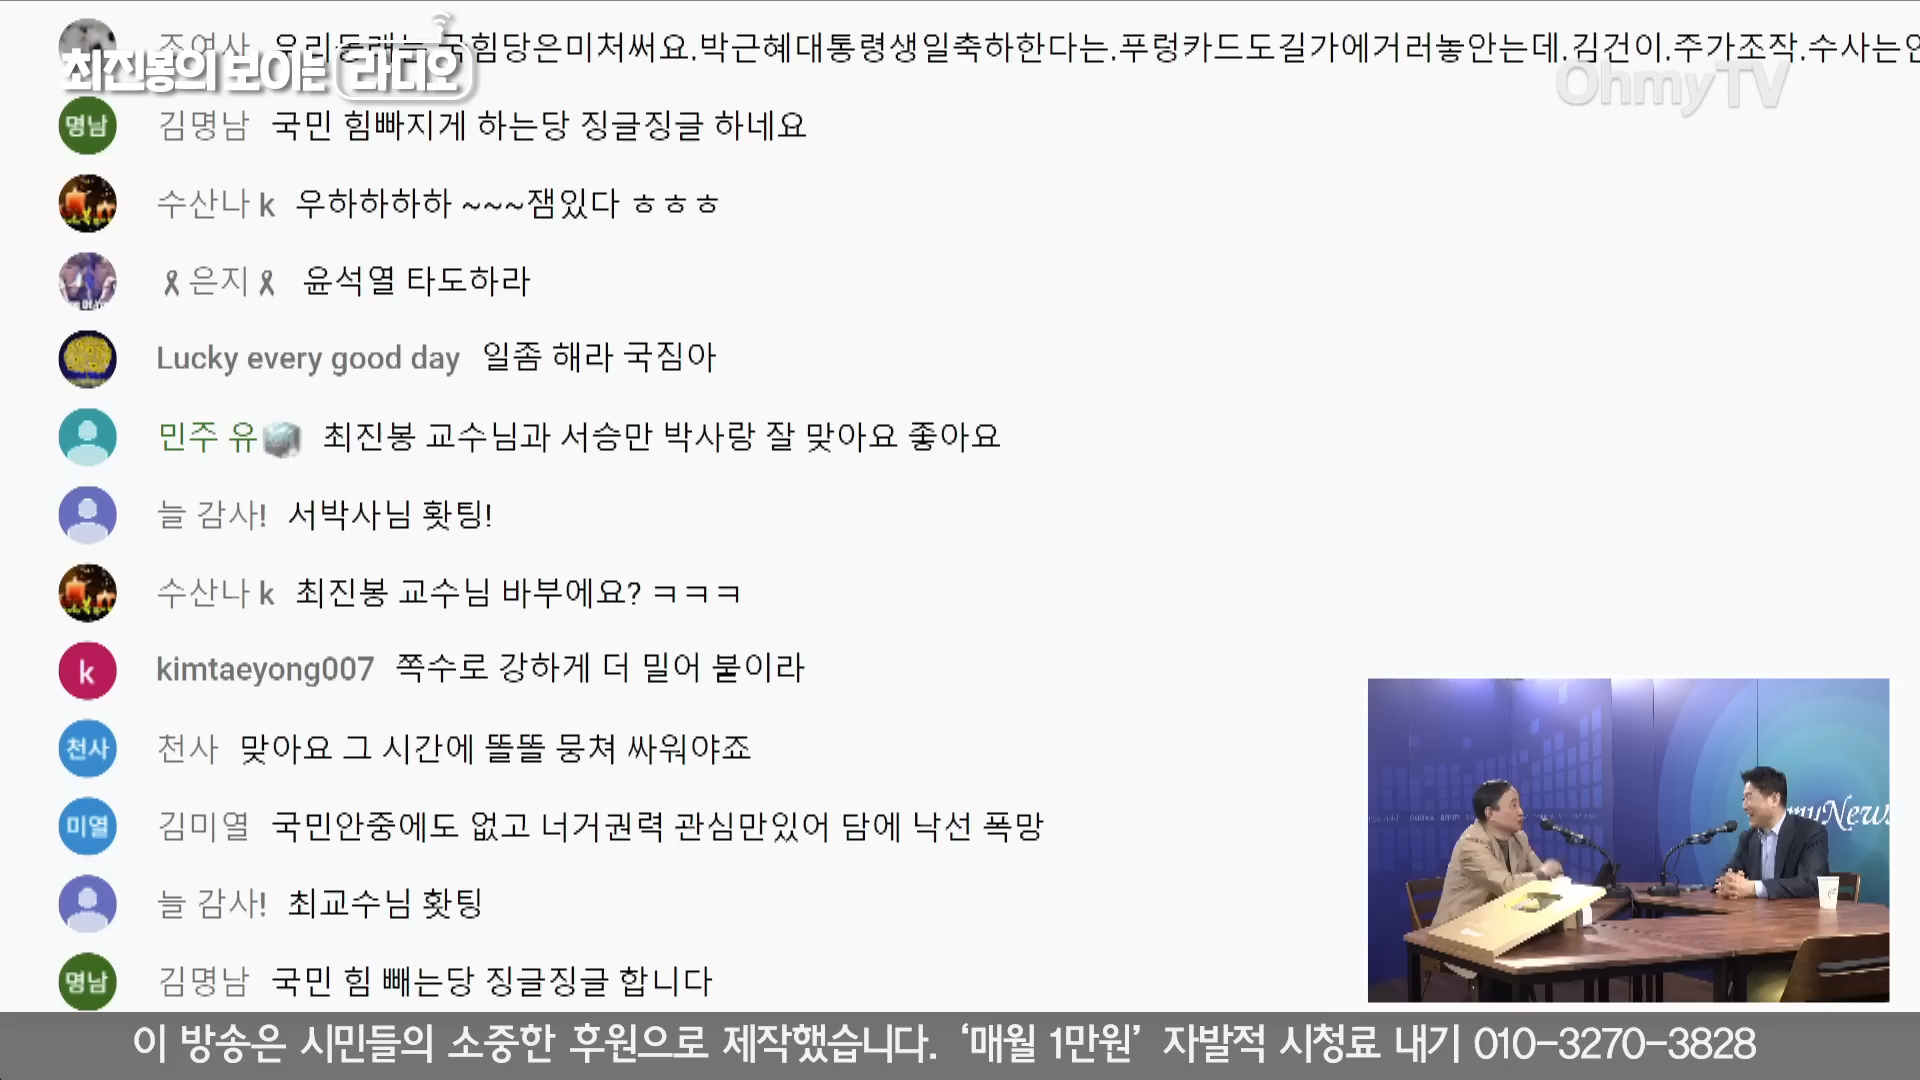 조여사 우리동래는 국힘당은미처써요.박근혜대통령생일축하한다는.푸렁카드도길가에거러놓안는데.김건이.주가조작.수사는안
최진봉의 보이는 라디오
OhmyTV
명남 김명남 국민 힘빠지게 하는당 징글징글 하네요
수산나 k 우하하하하 ~~~잼있다 ㅎㅎㅎ
🎗은지🎗 윤석열 타도하라
Lucky every good day 일좀 해라 국짐아
민주 유 최진봉 교수님과 서승만 박사랑 잘 맞아요 좋아요
늘 감사! 서박사님 홧팅!
수산나 k 최진봉 교수님 바부에요? ㅋㅋㅋ
k kimtaeyong007 쪽수로 강하게 더 밀어 붙이라
천사 천사 맞아요 그 시간에 똘똘 뭉쳐 싸워야죠
미열 김미열 국민안중에도 없고 너거권력 관심만있어 담에 낙선 폭망
늘 감사! 최교수님 홧팅
명남 김명남 국민 힘 빼는당 징글징글 합니다
myNews
이 방송은 시민들의 소중한 후원으로 제작했습니다. ‘매월 1만원’ 자발적 시청료 내기 010-3270-3828